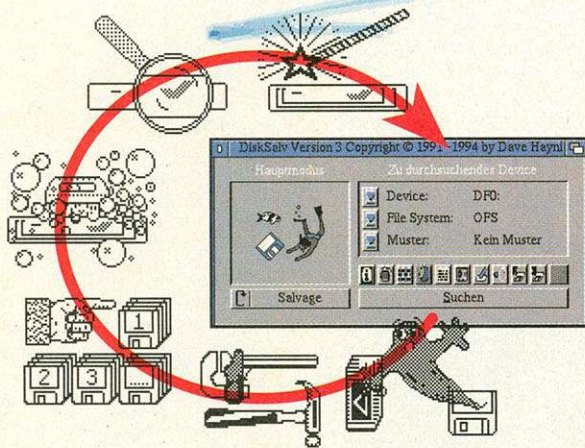 DiskSalv Version 3 Copyright © 1991-1994 by Dave Hayni
Hauptmodus
Zu durchsuchendes Device
Device: DF0:
File System: OFS
Muster: Kein Muster
Salvage
Suchen
1
2 3